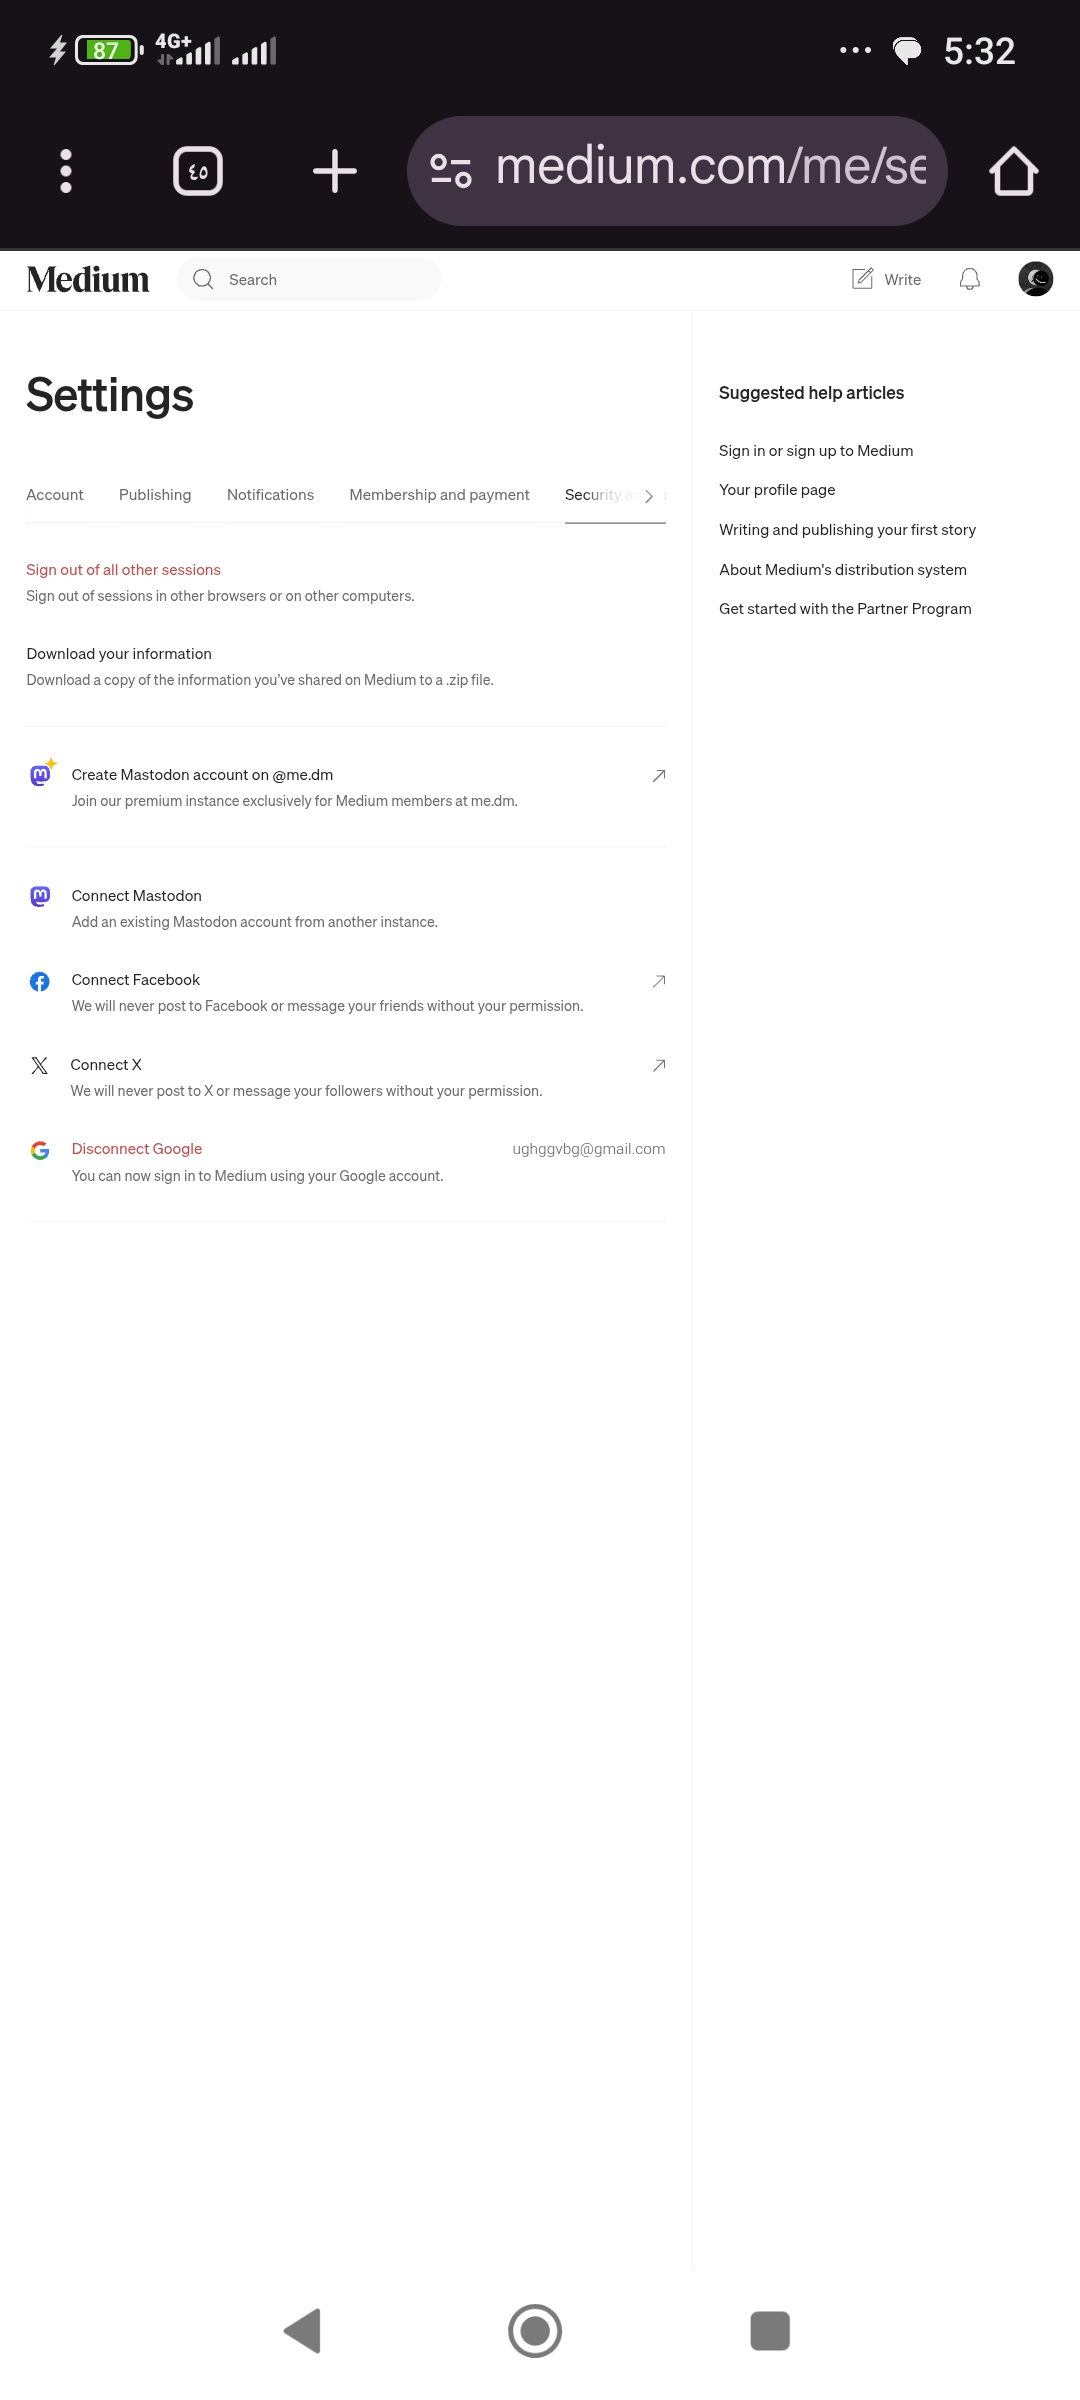 87 4G+ 5:32
٤٥ medium.com/me/se
Medium Search Write
Settings
Account Publishing Notifications Membership and payment Security
Sign out of all other sessions
Sign out of sessions in other browsers or on other computers.
Download your information
Download a copy of the information you've shared on Medium to a .zip file.
Create Mastodon account on @me.dm
Join our premium instance exclusively for Medium members at me.dm.
Connect Mastodon
Add an existing Mastodon account from another instance.
Connect Facebook
We will never post to Facebook or message your friends without your permission.
Connect X
We will never post to X or message your followers without your permission.
Disconnect Google ughggvbg@gmail.com
You can now sign in to Medium using your Google account.
Suggested help articles
Sign in or sign up to Medium
Your profile page
Writing and publishing your first story
About Medium's distribution system
Get started with the Partner Program